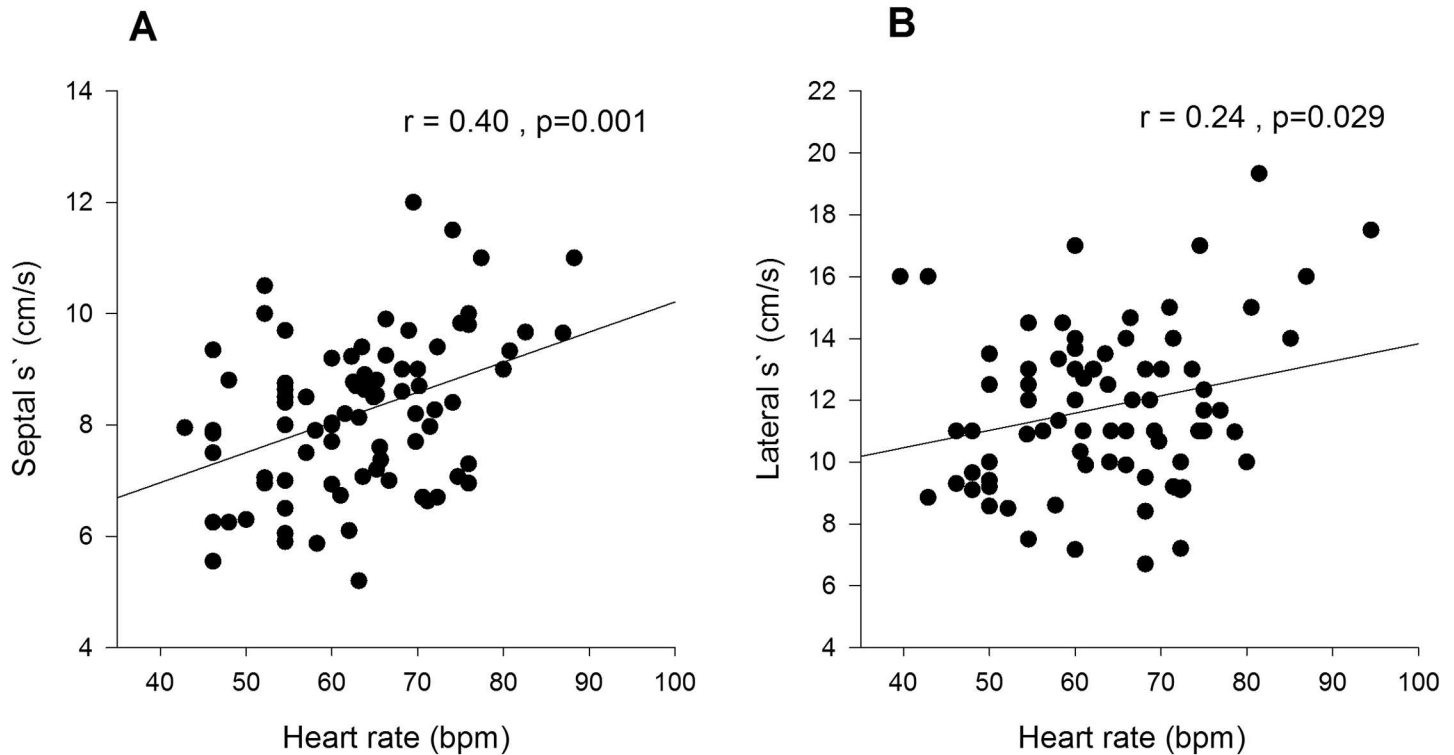 A
r = 0.40 , p=0.001
14
12
10
8
6
4
Septal s` (cm/s)
40 50 60 70 80 90 100
Heart rate (bpm)
B
r = 0.24 , p=0.029
22
20
18
16
14
12
10
8
6
4
Lateral s` (cm/s)
40 50 60 70 80 90 100
Heart rate (bpm)